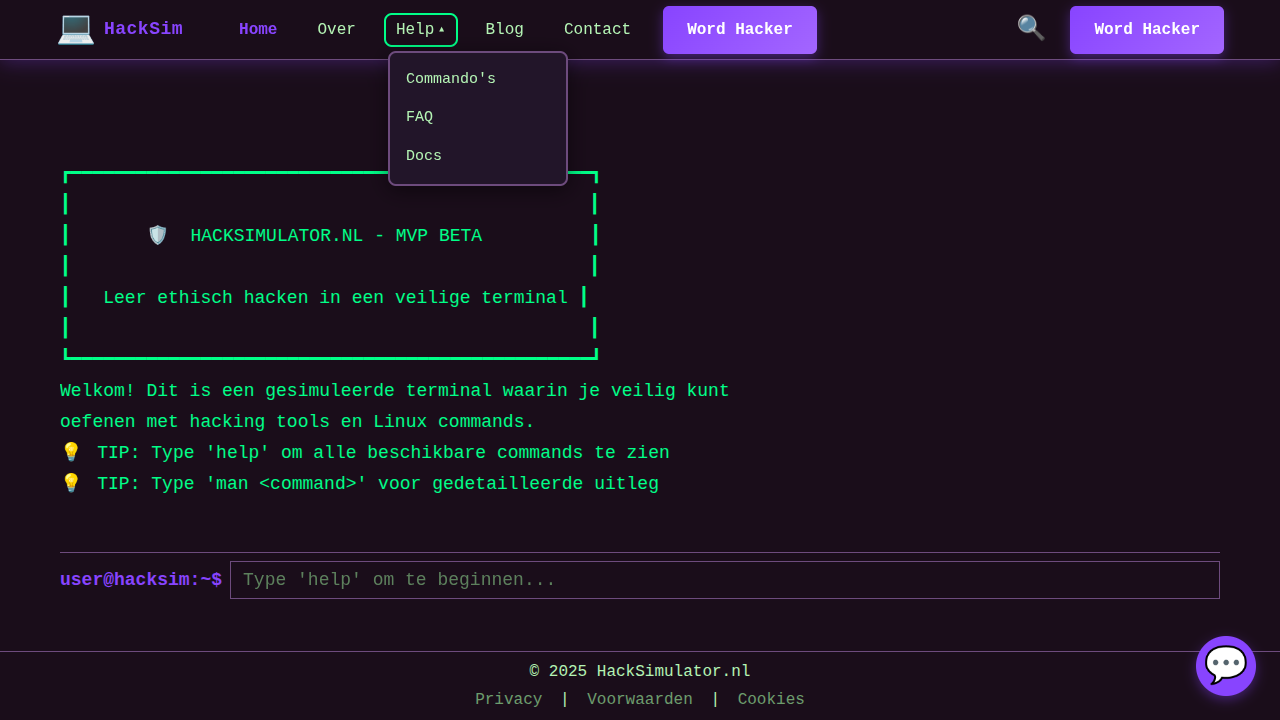 HackSim Home Over Help ▴ Blog Contact Word Hacker Word Hacker
Commando's
FAQ
Docs
HACKSIMULATOR.NL - MVP BETA
Leer ethisch hacken in een veilige terminal
Welkom! Dit is een gesimuleerde terminal waarin je veilig kunt
oefenen met hacking tools en Linux commands.
💡 TIP: Type 'help' om alle beschikbare commands te zien
💡 TIP: Type 'man <command>' voor gedetailleerde uitleg
user@hacksim:~$ Type 'help' om te beginnen...
© 2025 HackSimulator.nl
Privacy | Voorwaarden | Cookies